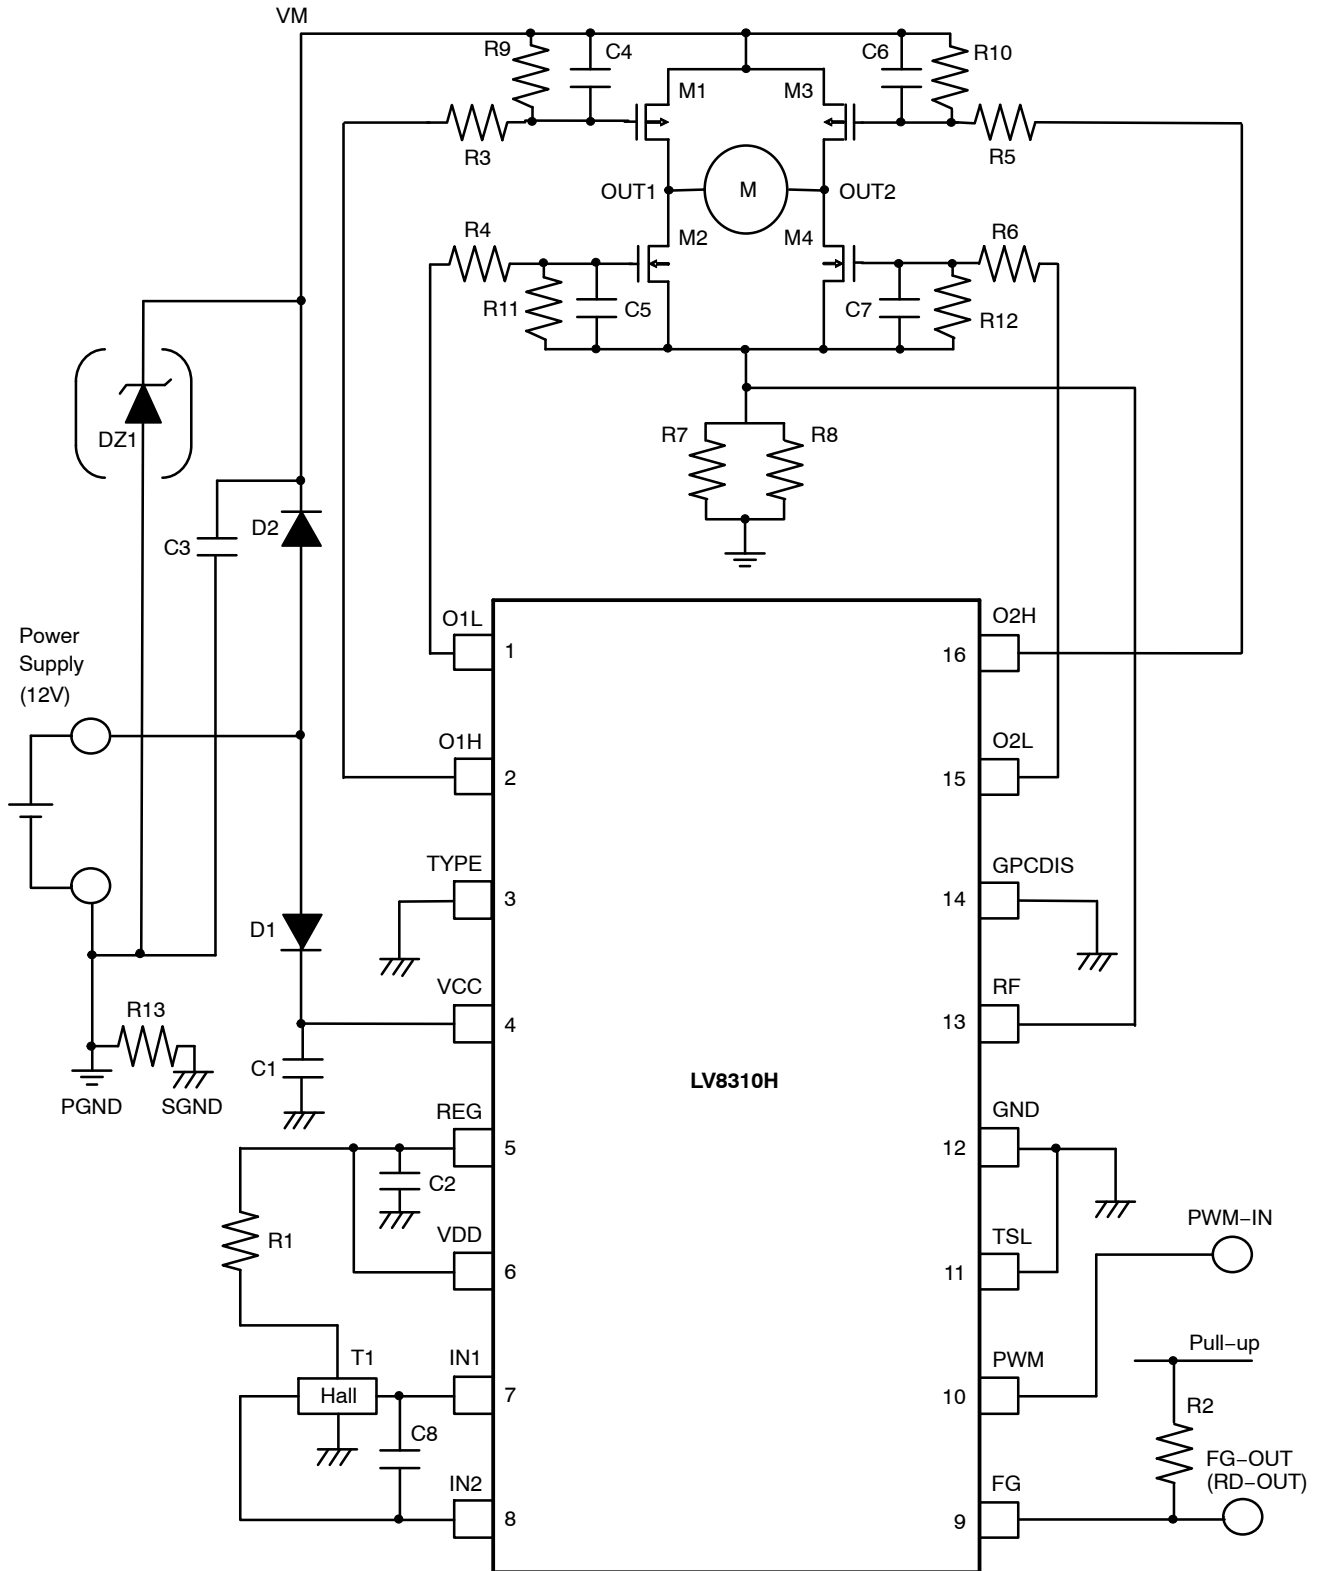 VM
R9
C4
C6
R10
M1
M3
R3
R5
OUT1
M
OUT2
R4
M2
M4
R6
R11
C5
C7
R12
DZ1
R7
R8
D2
C3
O1L
O2H
Power
Supply
(12V)
1
16
O1H
O2L
2
15
TYPE
GPCDIS
3
14
D1
VCC
RF
R13
4
13
C1
LV8310H
PGND
SGND
REG
GND
5
12
C2
PWM−IN
R1
VDD
TSL
6
11
Pull−up
T1
IN1
PWM
Hall
7
10
R2
C8
FG−OUT
(RD−OUT)
IN2
FG
8
9